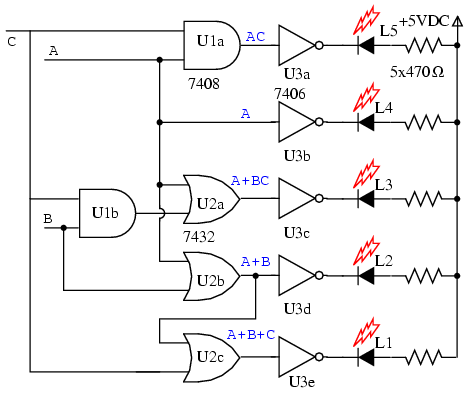 C
A
B
U1a
7408
AC
U3a
7406
L5
+5VDC
5x470Ω
A
U3b
L4
U1b
U2a
7432
A+BC
U3c
L3
U2b
A+B
U3d
L2
U2c
A+B+C
U3e
L1